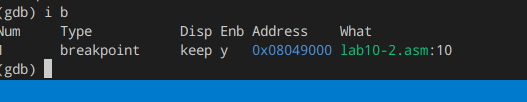 (gdb) i b
Num     Type           Disp Enb Address    What
1       breakpoint     keep y   0x08049000 lab10-2.asm:10
(gdb)